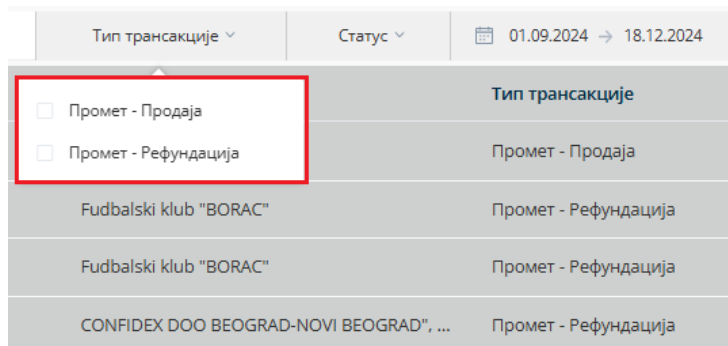 Тип трансакције Статус 01.09.2024 → 18.12.2024
Тип трансакције
Промет - Продаја
Промет - Рефундација
Промет - Продаја
Fudbalski klub "BORAC" Промет - Рефундација
Fudbalski klub "BORAC" Промет - Рефундација
CONFIDEX DOO BEOGRAD-NOVI BEOGRAD", ... Промет - Рефундација